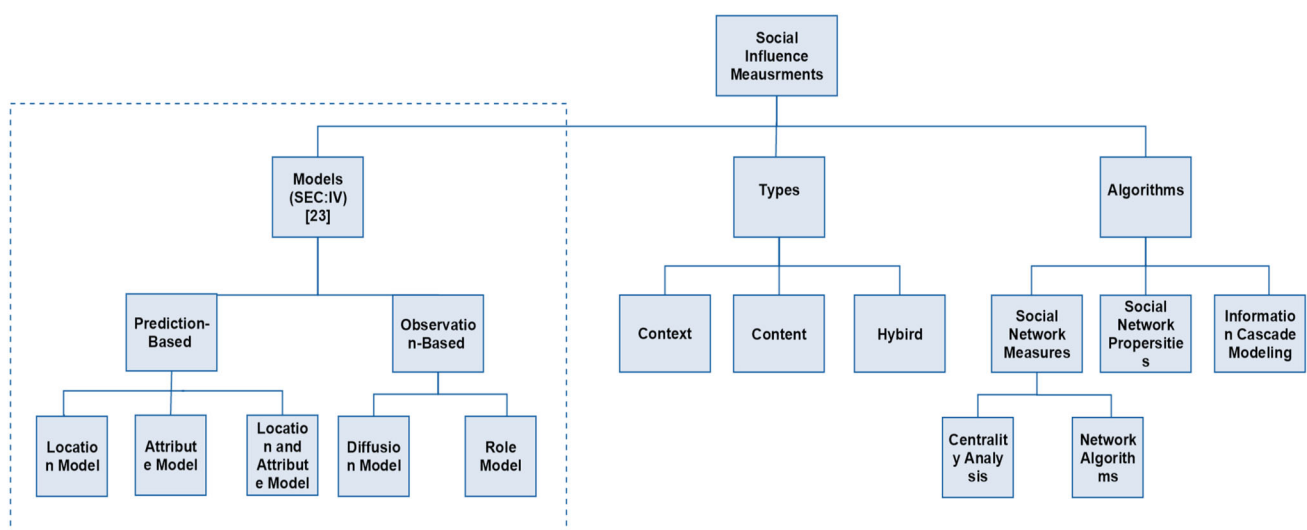 Social
Influence
Meausrments
Models
(SEC:IV)
[23]
Types
Algorithms
Prediction-
Based
Observatio
n-Based
Context
Content
Hybird
Social
Network
Measures
Social
Network
Propersitie
s
Informatio
n Cascade
Modeling
Locatio
n Model
Attribut
e Model
Locatio
n and
Attribut
e Model
Diffusio
n Model
Role
Model
Centralit
y Analy
sis
Network
Algorith
ms